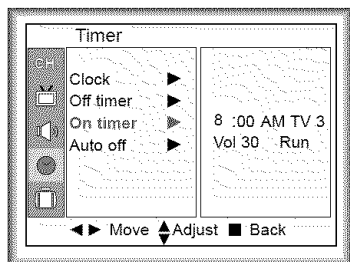 Timer
CH
Clock ▶
Off timer ▶
On timer ▶
Auto off ▶
8 :00 AM TV 3
Vol 30 Run
◀ ▶ Move ▲▼ Adjust ■ Back